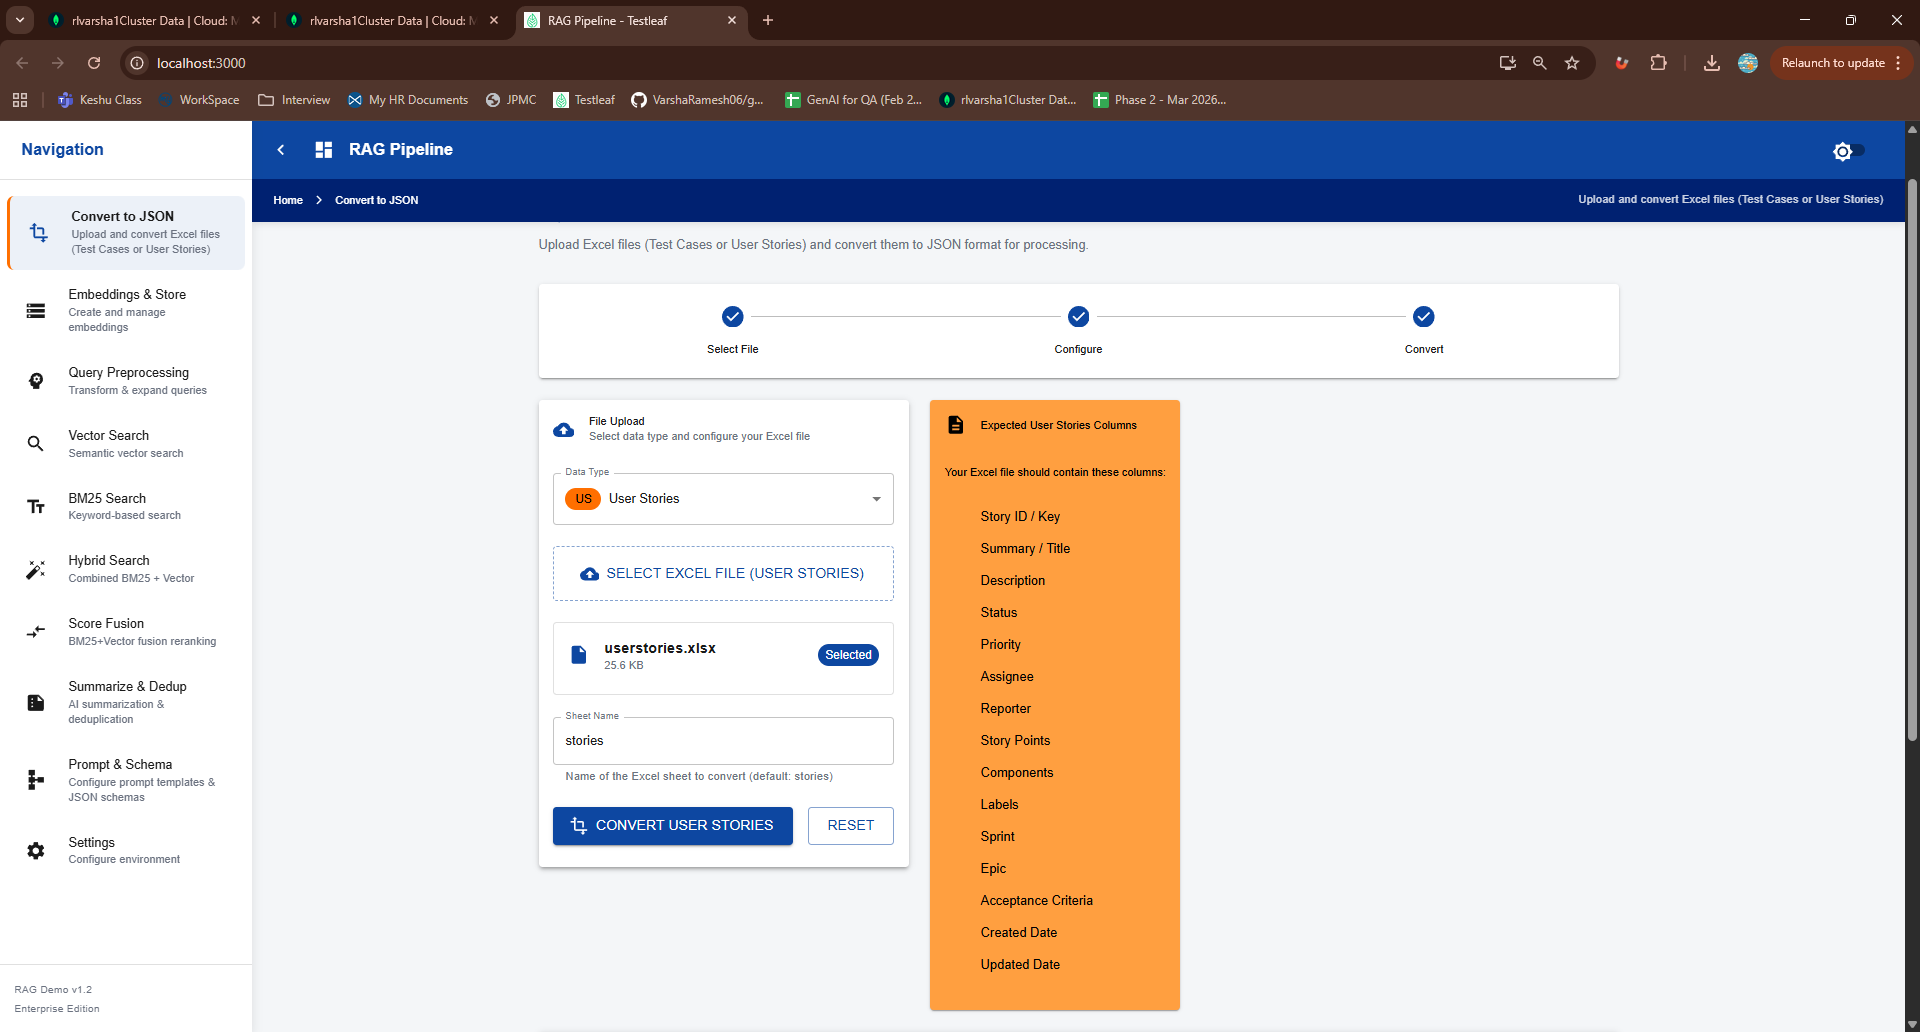 rlvarsha1Cluster Data | Cloud: M
rlvarsha1Cluster Data | Cloud: M
RAG Pipeline - Testleaf
localhost:3000
Relaunch to update
Keshu Class
WorkSpace
Interview
My HR Documents
JPMC
Testleaf
VarshaRamesh06/g...
GenAI for QA (Feb 2...
rlvarsha1Cluster Dat...
Phase 2 - Mar 2026...
Navigation
RAG Pipeline
Home
Convert to JSON
Upload and convert Excel files (Test Cases or User Stories)
Convert to JSON
Upload and convert Excel files
(Test Cases or User Stories)
Embeddings & Store
Create and manage
embeddings
Query Preprocessing
Transform & expand queries
Vector Search
Semantic vector search
Tт
BM25 Search
Keyword-based search
Hybrid Search
Combined BM25 + Vector
Score Fusion
BM25+Vector fusion reranking
Summarize & Dedup
AI summarization &
deduplication
Prompt & Schema
Configure prompt templates &
JSON schemas
Settings
Configure environment
RAG Demo v1.2
Enterprise Edition
Upload Excel files (Test Cases or User Stories) and convert them to JSON format for processing.
Select File
Configure
Convert
File Upload
Select data type and configure your Excel file
Data Type
US
User Stories
SELECT EXCEL FILE (USER STORIES)
userstories.xlsx
25.6 KB
Selected
Sheet Name
stories
Name of the Excel sheet to convert (default: stories)
CONVERT USER STORIES
RESET
Expected User Stories Columns
Your Excel file should contain these columns:
Story ID / Key
Summary / Title
Description
Status
Priority
Assignee
Reporter
Story Points
Components
Labels
Sprint
Epic
Acceptance Criteria
Created Date
Updated Date